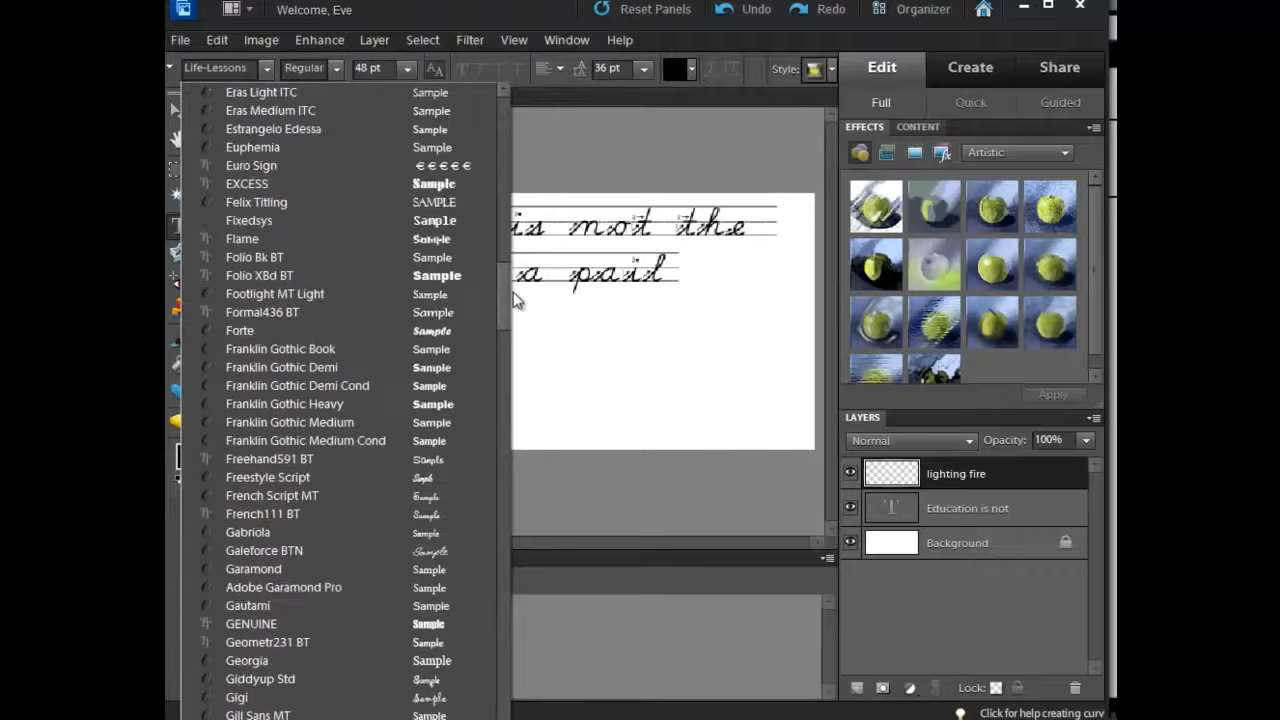 Welcome, Eve
Reset Panels Undo Redo Organizer
File Edit Image Enhance Layer Select Filter View Window Help
Life-Lessons Regular 48 pt 36 pt Style:
Edit Create Share
Full Quick Guided
EFFECTS CONTENT
Artistic
Apply
Eras Light ITC Sample
Eras Medium ITC Sample
Estrangelo Edessa Sample
Euphemia Sample
Euro Sign €€€€€
EXCESS Sample
Felix Titling SAMPLE
Fixedsys Sample
Flame Sample
Folio Bk BT Sample
Folio XBd BT Sample
Footlight MT Light Sample
Formal436 BT Sample
Forte Sample
Franklin Gothic Book Sample
Franklin Gothic Demi Sample
Franklin Gothic Demi Cond Sample
Franklin Gothic Heavy Sample
Franklin Gothic Medium Sample
Franklin Gothic Medium Cond Sample
Freehand591 BT Sample
Freestyle Script Sample
French Script MT Sample
French111 BT Sample
Gabriola Sample
Galeforce BTN Sample
Garamond Sample
Adobe Garamond Pro Sample
Gautami Sample
GENUINE Sample
Geometr231 BT Sample
Georgia Sample
Giddyup Std Sample
Gigi Sample
Gill Sans MT Sample
is not the
a pail
LAYERS
Normal Opacity: 100%
lighting fire
T Education is not
Background
Lock:
Click for help creating curv